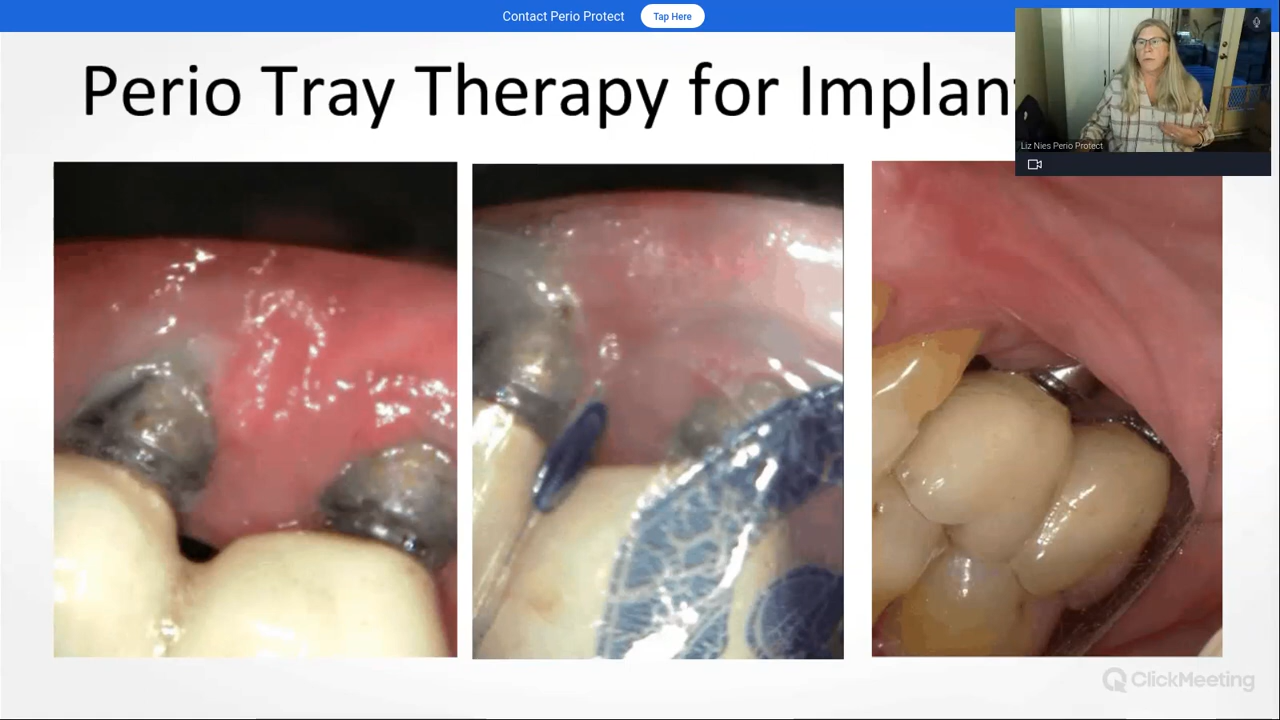 Contact Perio Protect
Tap Here
Perio Tray Therapy for Implan
Liz Nies Perio Protect
ClickMeeting